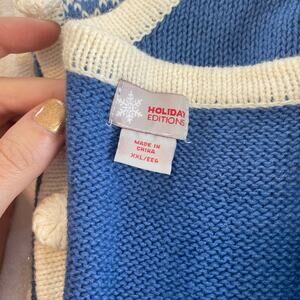 HOLIDAY
EDITIONS
MADE IN
CHINA
XXL/EEG